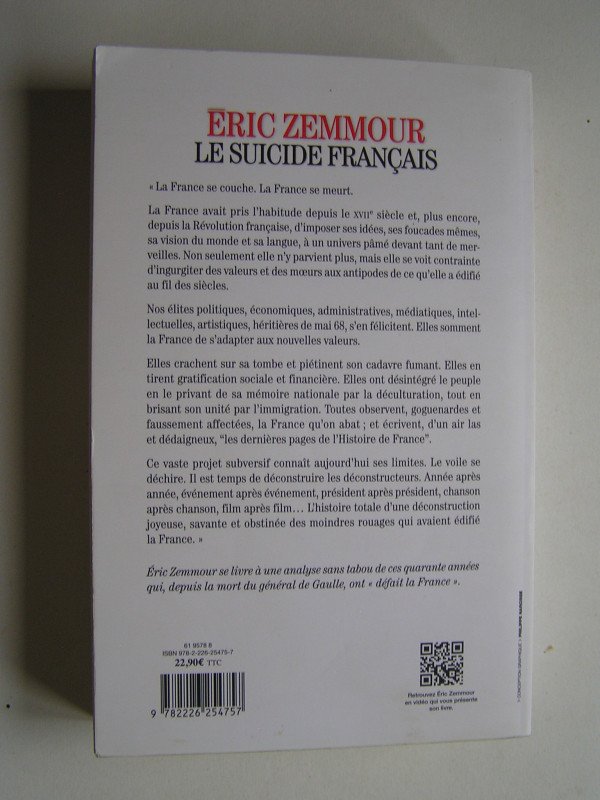 ÉRIC ZEMMOUR
LE SUICIDE FRANÇAIS
« La France se couche. La France se meurt.
La France avait pris l'habitude depuis le XVIIe siècle et, plus encore,
depuis la Révolution française, d'imposer ses idées, ses foucades mêmes,
sa vision du monde et sa langue, à un univers pâmé devant tant de mer-
veilles. Non seulement elle n'y parvient plus, mais elle se voit contrainte
d'ingurgiter des valeurs et des mœurs aux antipodes de ce qu'elle a édifié
au fil des siècles.
Nos élites politiques, économiques, administratives, médiatiques, intel-
lectuelles, artistiques, héritières de mai 68, s'en félicitent. Elles somment
la France de s'adapter aux nouvelles valeurs.
Elles crachent sur sa tombe et piétinent son cadavre fumant. Elles en
tirent gratification sociale et financière. Elles ont désintégré le peuple
en le privant de sa mémoire nationale par la déculturation, tout en
brisant son unité par l'immigration. Toutes observent, goguenardes et
faussement affectées, la France qu'on abat ; et écrivent, d'un air las
et dédaigneux, “les dernières pages de l'Histoire de France”.
Ce vaste projet subversif connaît aujourd'hui ses limites. Le voile se
déchire. Il est temps de déconstruire les déconstructeurs. Année après
année, événement après événement, président après président, chanson
après chanson, film après film… L'histoire totale d'une déconstruction
joyeuse, savante et obstinée des moindres rouages qui avaient édifié
la France. »
Éric Zemmour se livre à une analyse sans tabou de ces quarante années
qui, depuis la mort du général de Gaulle, ont « défait la France ».
61 9578 8
ISBN 978-2-226-25475-7
22,90€ TTC
9 782226 254757
Retrouvez Éric Zemmour
en vidéo qui vous présente
son livre.
CONCEPTION GRAPHIQUE : PHILIPPE NARCISSE